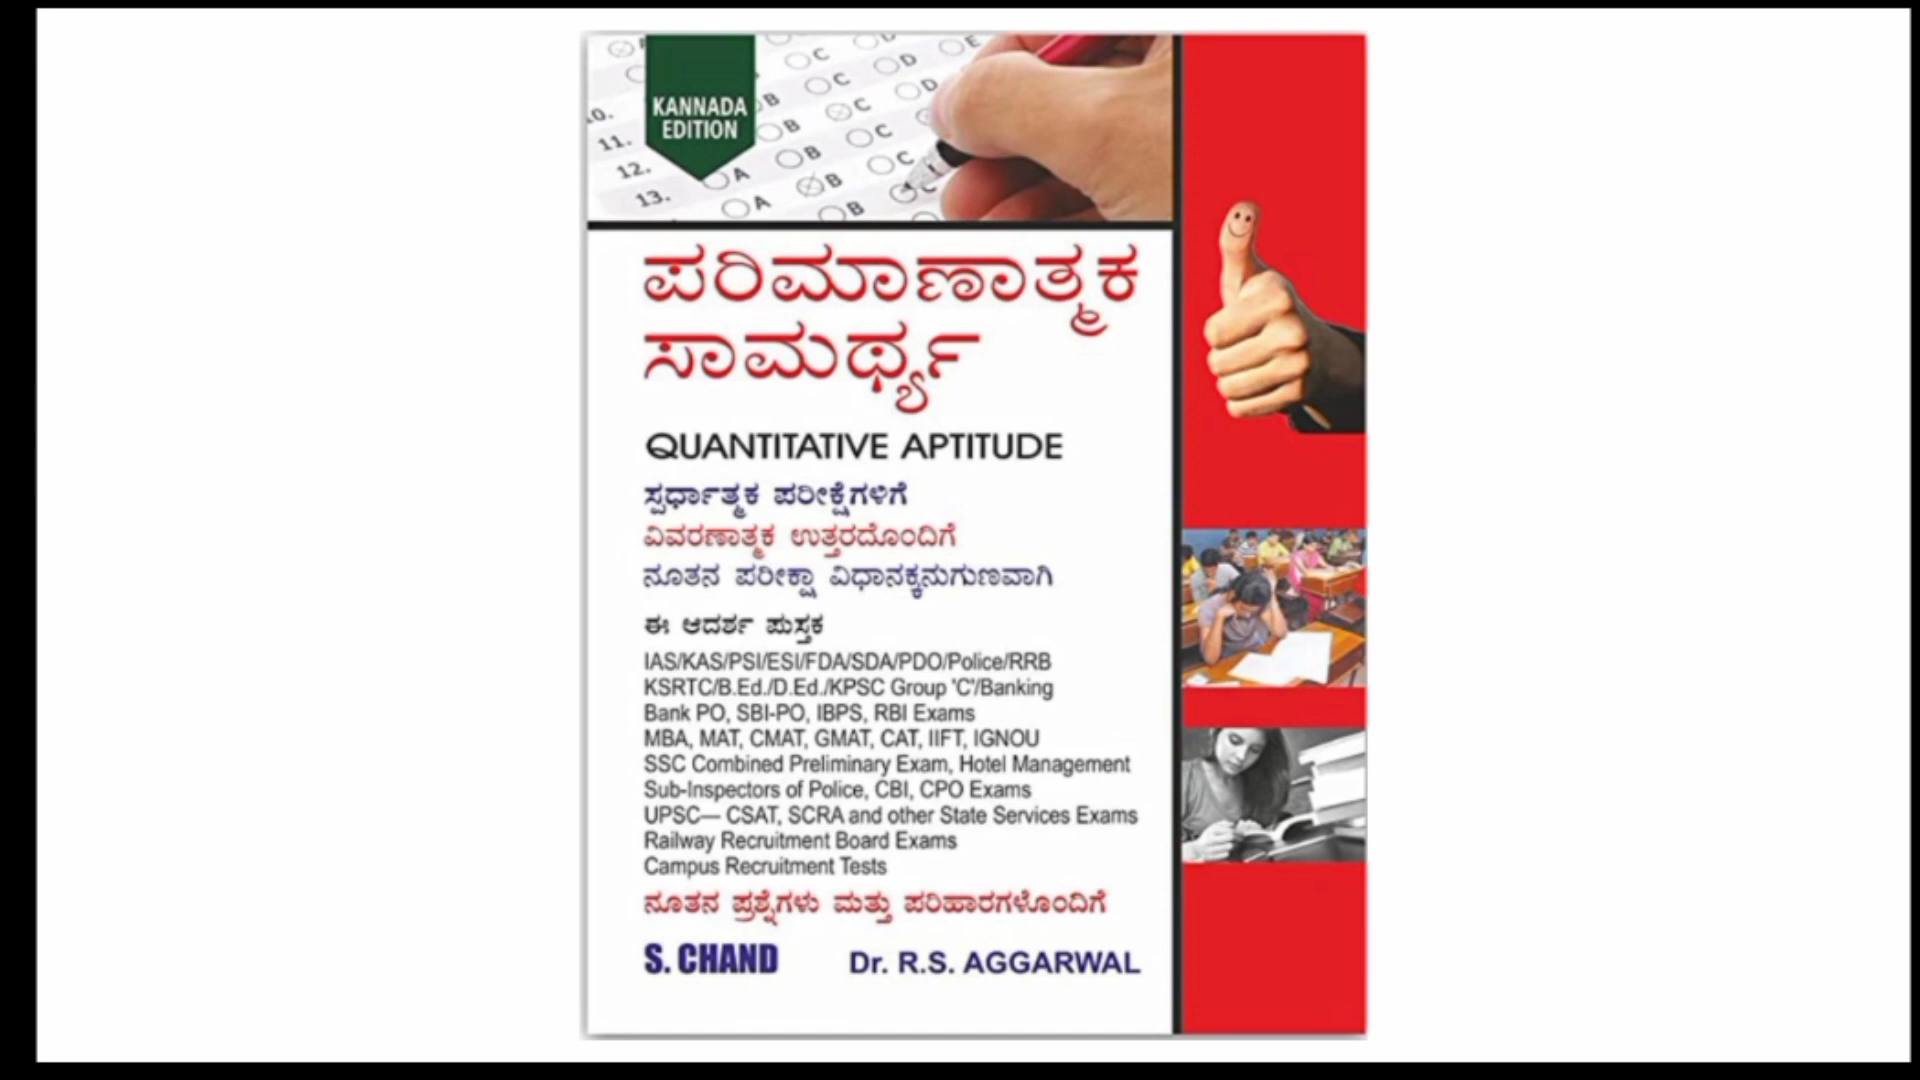 KANNADA
EDITION
10.
11.
12.
13.
ಪರಿಮಾಣಾತ್ಮಕ
ಸಾಮರ್ಥ್ಯ
QUANTITATIVE APTITUDE
ಸ್ಪರ್ಧಾತ್ಮಕ ಪರೀಕ್ಷೆಗಳಿಗೆ
ವಿವರಣಾತ್ಮಕ ಉತ್ತರದೊಂದಿಗೆ
ನೂತನ ಪರೀಕ್ಷಾ ವಿಧಾನಕ್ಕನುಗುಣವಾಗಿ
ಈ ಆದರ್ಶ ಪುಸ್ತಕ
IAS/KAS/PSI/ESI/FDA/SDA/PDO/Police/RRB
KSRTC/B.Ed./D.Ed./KPSC Group 'C'/Banking
Bank PO, SBI-PO, IBPS, RBI Exams
MBA, MAT, CMAT, GMAT, CAT, IIFT, IGNOU
SSC Combined Preliminary Exam, Hotel Management
Sub-Inspectors of Police, CBI, CPO Exams
UPSC— CSAT, SCRA and other State Services Exams
Railway Recruitment Board Exams
Campus Recruitment Tests
ನೂತನ ಪ್ರಶ್ನೆಗಳು ಮತ್ತು ಪರಿಹಾರಗಳೊಂದಿಗೆ
S. CHAND Dr. R.S. AGGARWAL